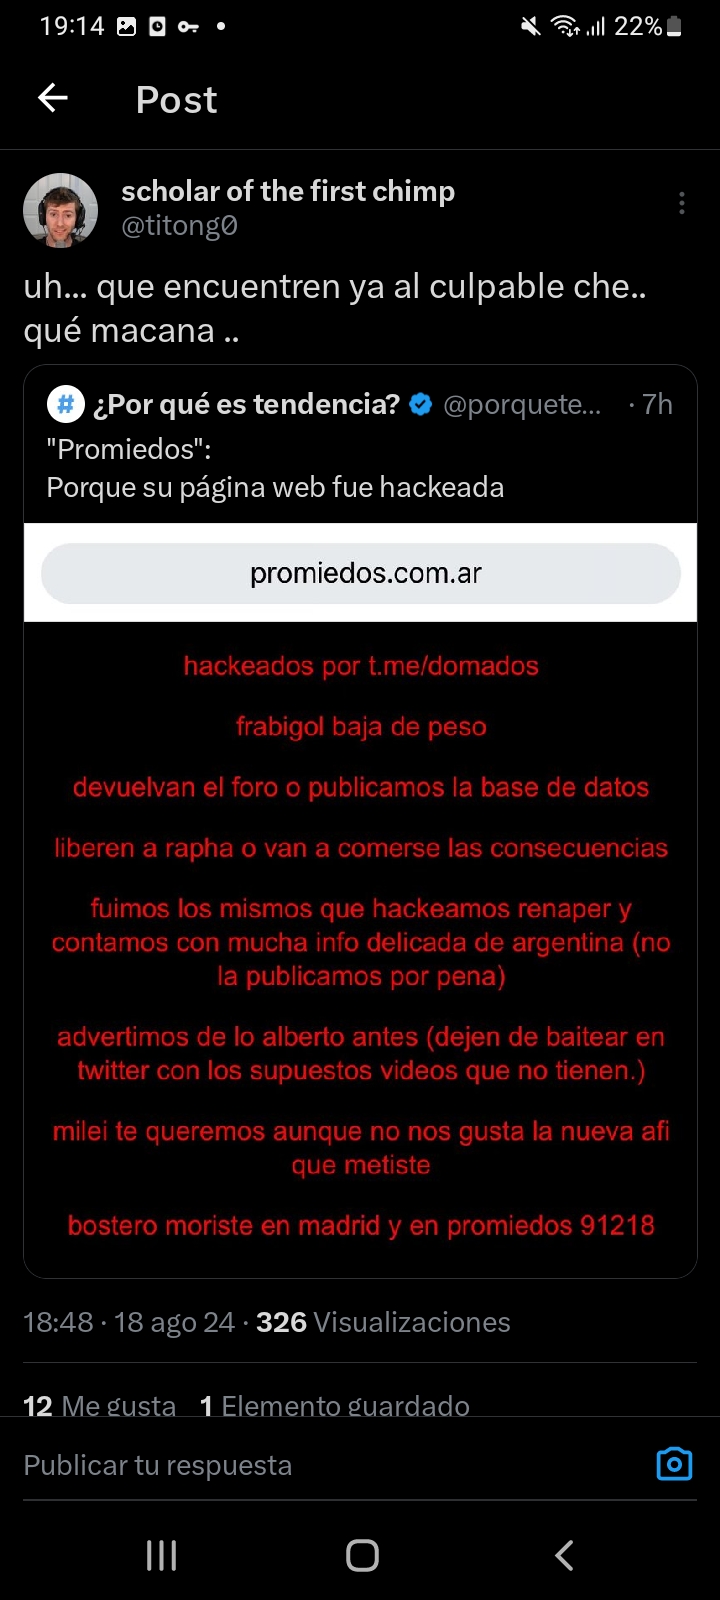 19:14
22%
Post
scholar of the first chimp
@titong0
uh... que encuentren ya al culpable che..
qué macana ..
# ¿Por qué es tendencia? @porquete... · 7h
"Promiedos":
Porque su página web fue hackeada
promiedos.com.ar
hackeados por t.me/domados
frabigol baja de peso
devuelvan el foro o publicamos la base de datos
liberen a rapha o van a comerse las consecuencias
fuimos los mismos que hackeamos renaper y
contamos con mucha info delicada de argentina (no
la publicamos por pena)
advertimos de lo alberto antes (dejen de baitear en
twitter con los supuestos videos que no tienen.)
milei te queremos aunque no nos gusta la nueva afi
que metiste
bostero moriste en madrid y en promiedos 91218
18:48 · 18 ago 24 · 326 Visualizaciones
12 Me gusta 1 Elemento guardado
Publicar tu respuesta